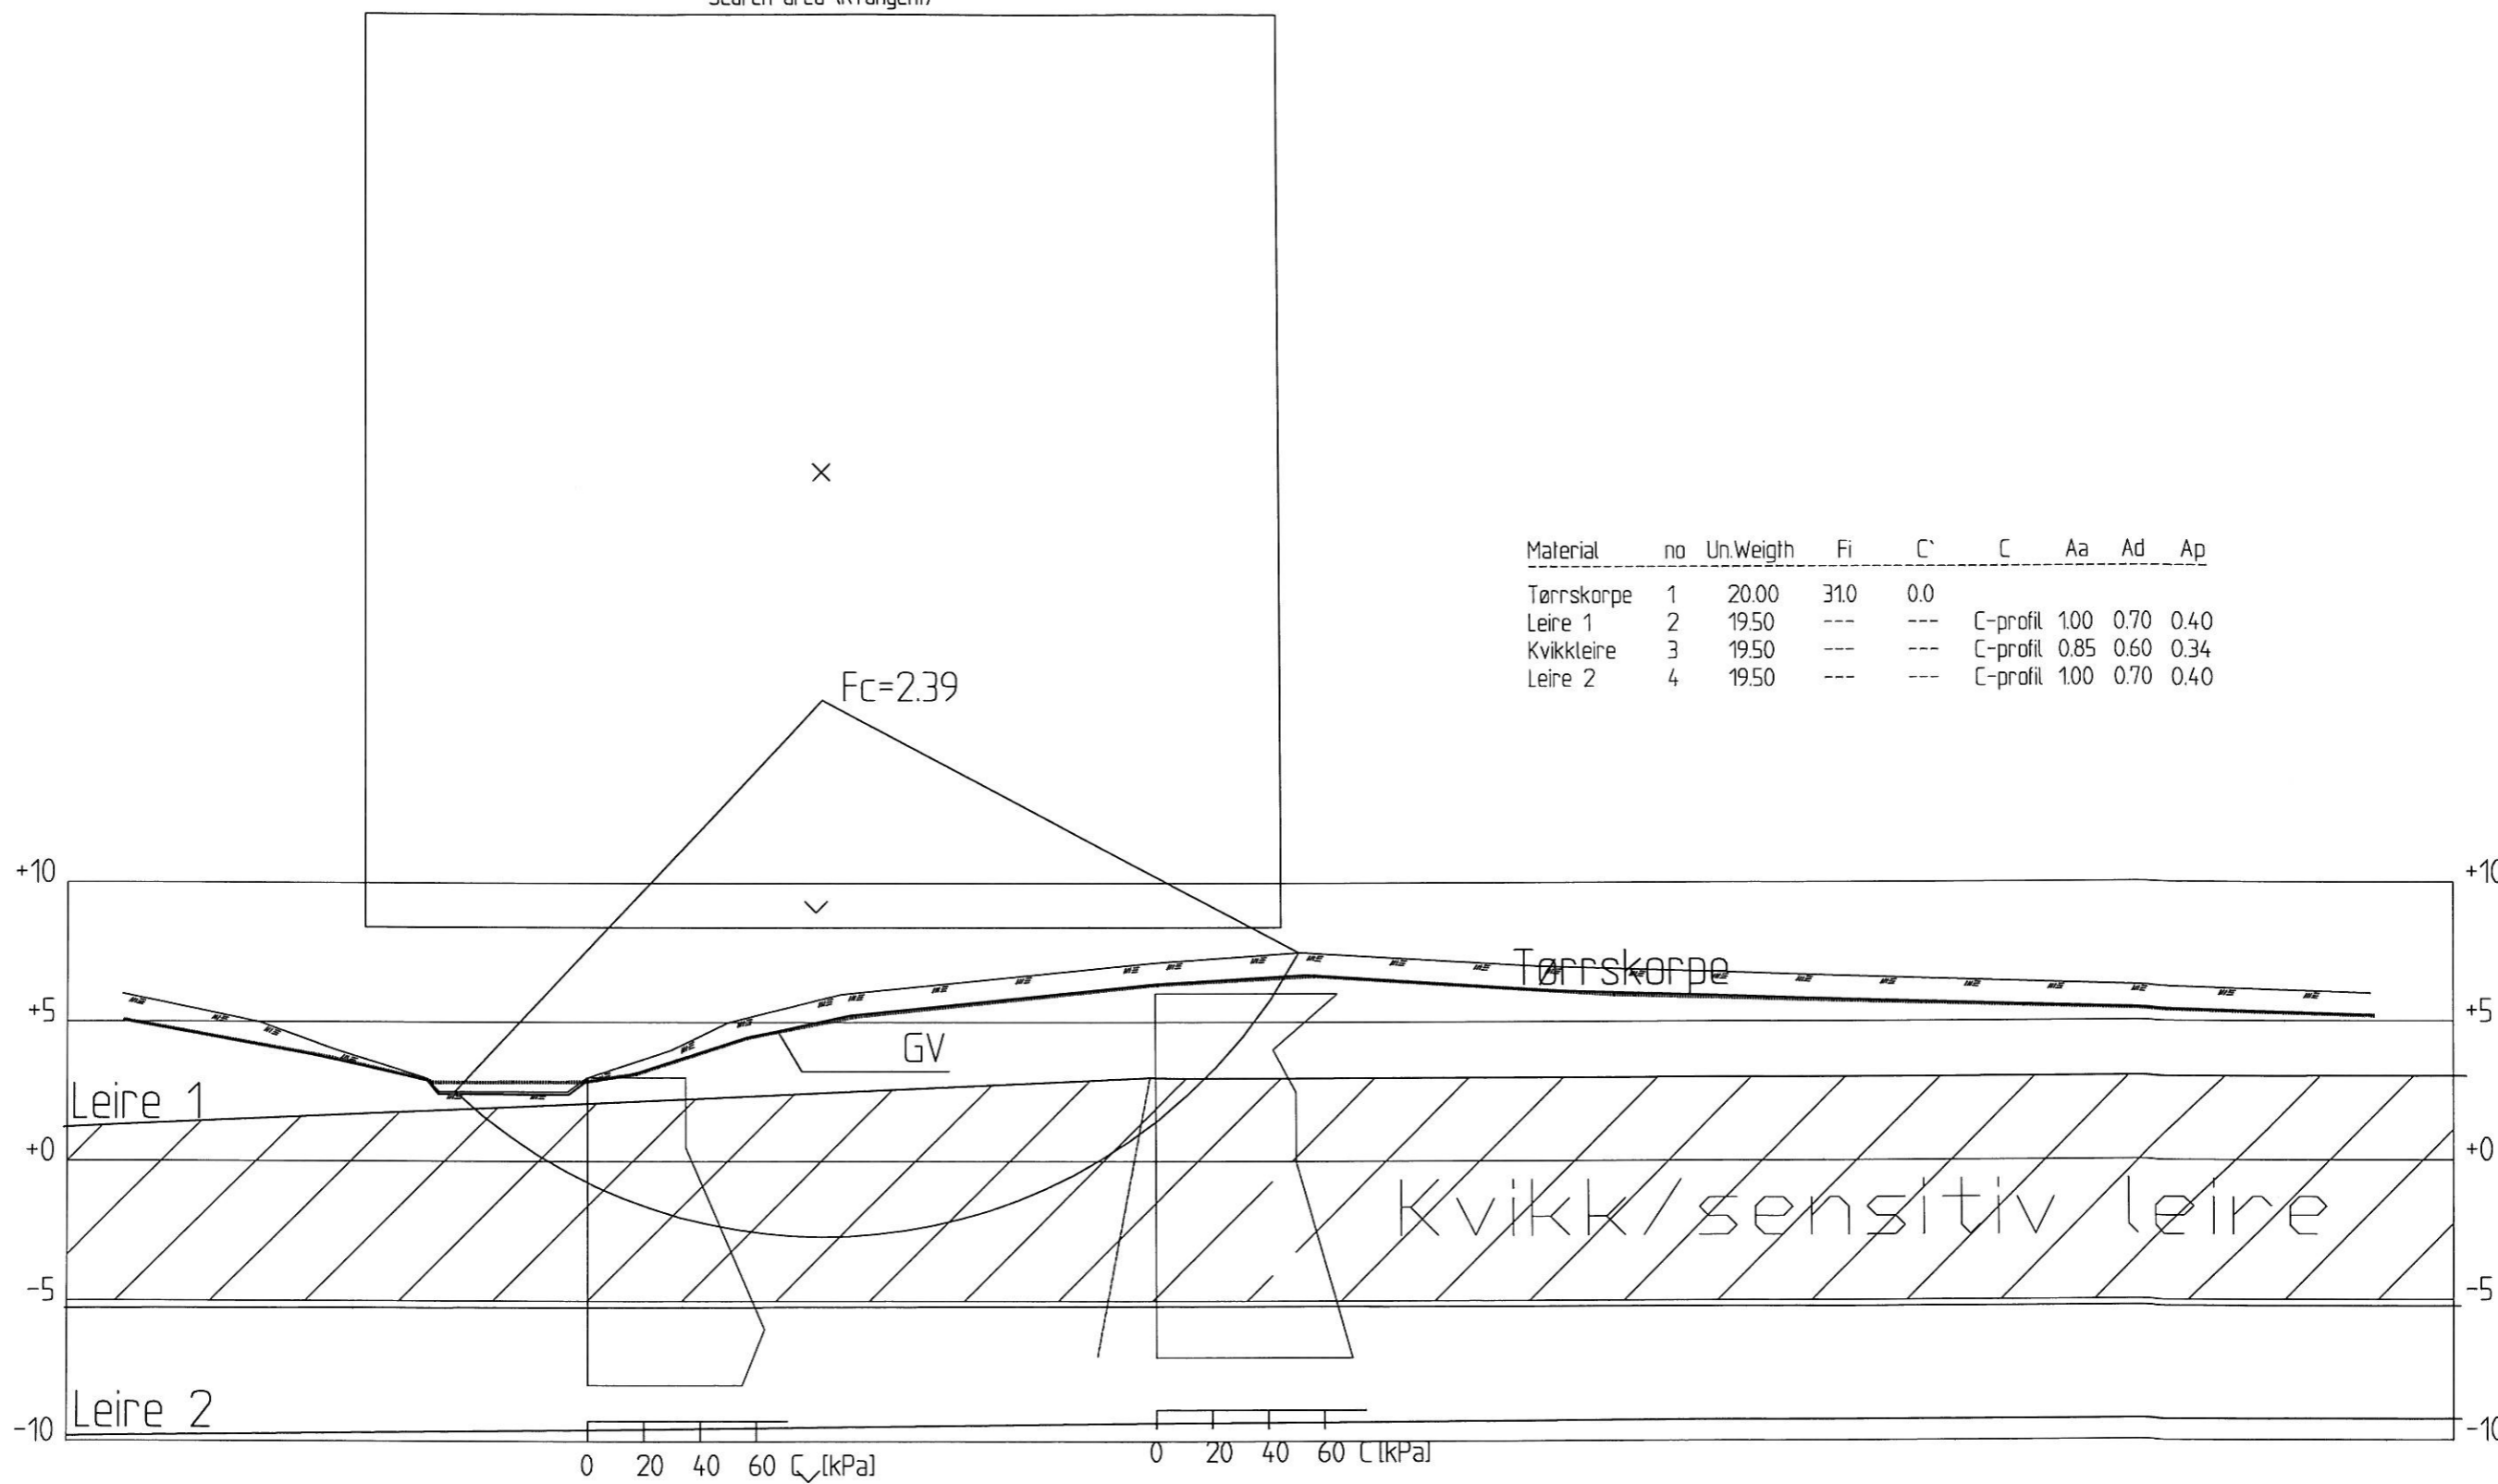 Material no Un.Weigth Fi C` C Aa Ad Ap
Tørrskorpe 1 20.00 31.0 0.0
Leire 1 2 19.50 --- --- C-profil 1.00 0.70 0.40
Kvikkleire 3 19.50 --- --- C-profil 0.85 0.60 0.34
Leire 2 4 19.50 --- --- C-profil 1.00 0.70 0.40
Fc=2.39
+10 +10
Tørrskorpe
+5 +5
GV
Leire 1
+0 +0
Kvikk/sensitiv leire
-5 -5
Leire 2
-10 -10
0 20 40 60 C [kPa]
0 20 40 60 C [kPa]